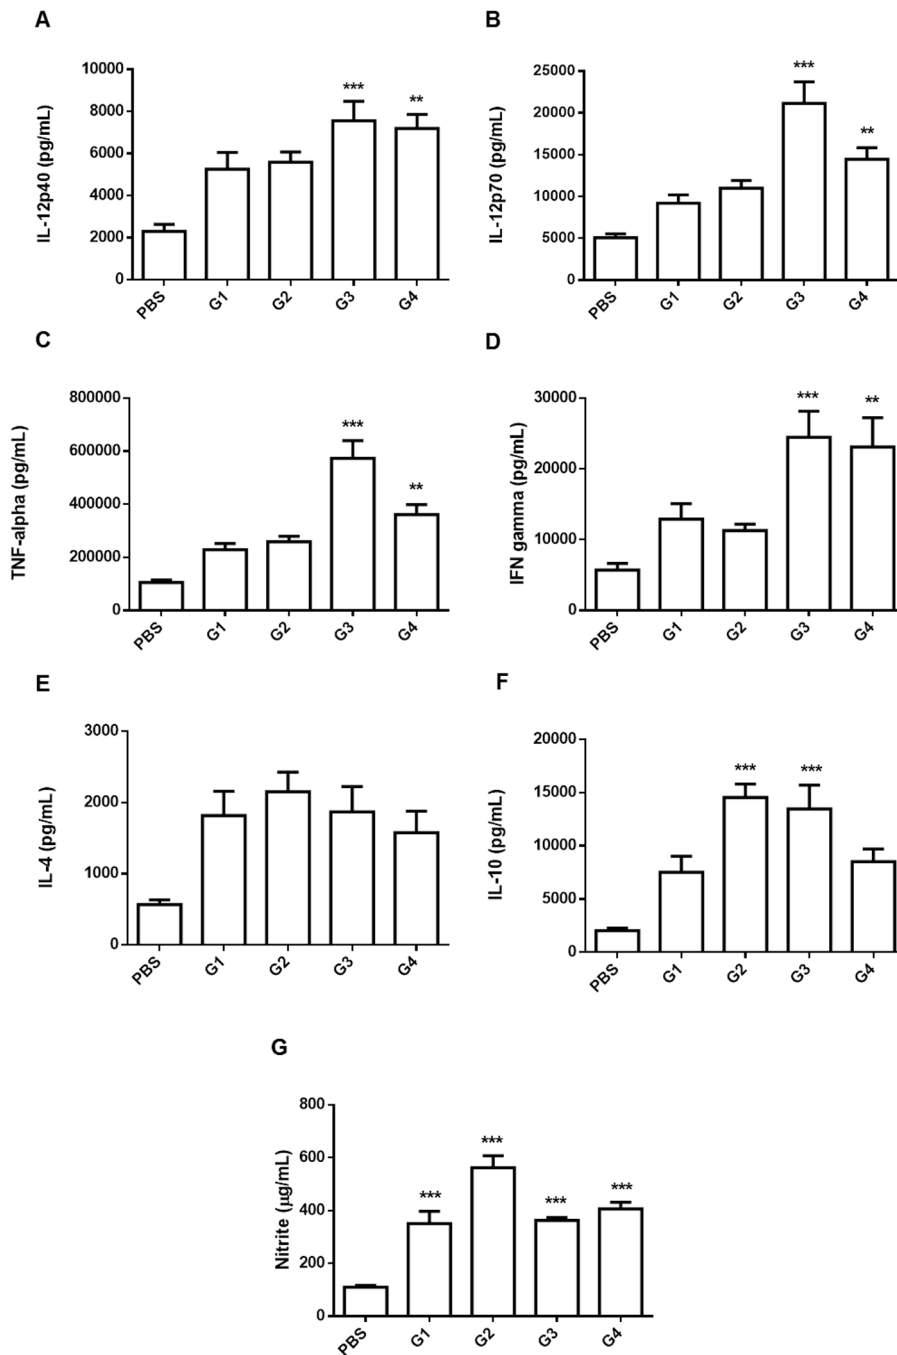 A
IL-12p40 (pg/mL)
10000
8000
6000
4000
2000
0
***
**
PBS
G1
G2
G3
G4
B
IL-12p70 (pg/mL)
25000
20000
15000
10000
5000
0
***
**
PBS
G1
G2
G3
G4
C
TNF-alpha (pg/mL)
800000
600000
400000
200000
0
***
**
PBS
G1
G2
G3
G4
D
IFN gamma (pg/mL)
30000
20000
10000
0
***
**
PBS
G1
G2
G3
G4
E
IL-4 (pg/mL)
3000
2000
1000
0
PBS
G1
G2
G3
G4
F
IL-10 (pg/mL)
20000
15000
10000
5000
0
***
***
PBS
G1
G2
G3
G4
G
Nitrite (µg/mL)
800
600
400
200
0
***
***
***
***
PBS
G1
G2
G3
G4